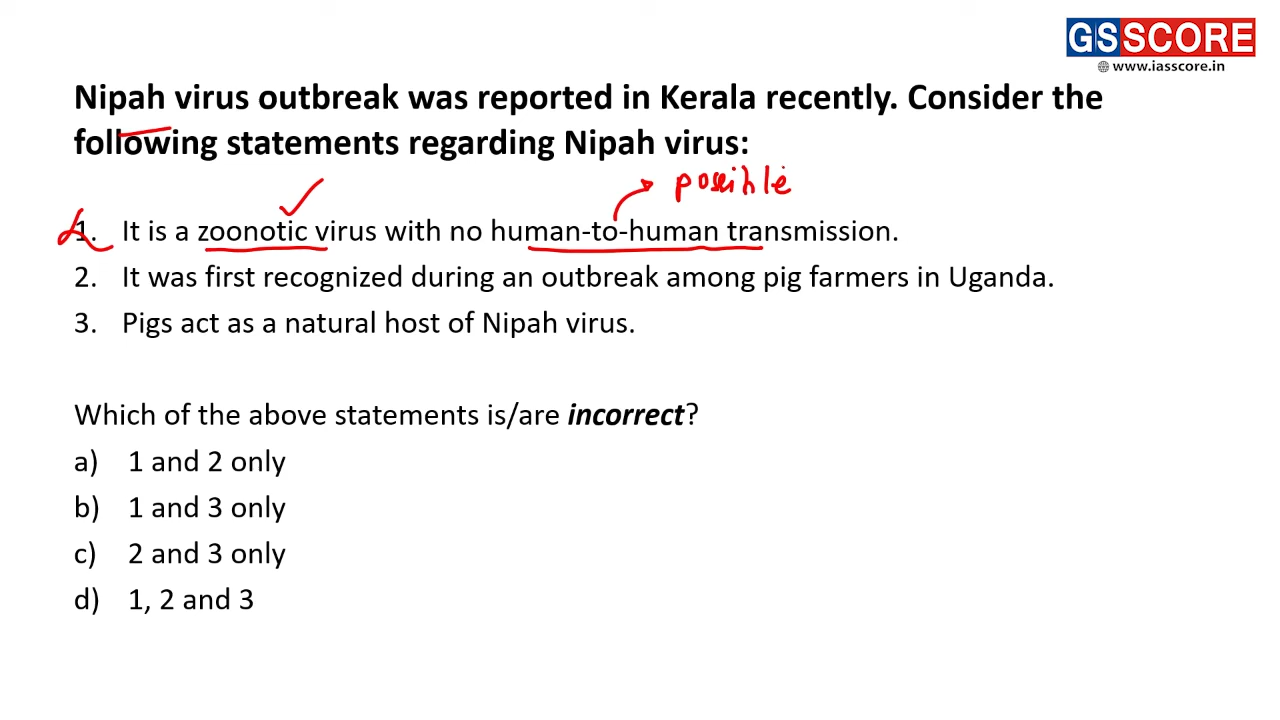 GSSCORE
www.iasscore.in
Nipah virus outbreak was reported in Kerala recently. Consider the
following statements regarding Nipah virus:
possible
1. It is a zoonotic virus with no human-to-human transmission.
2. It was first recognized during an outbreak among pig farmers in Uganda.
3. Pigs act as a natural host of Nipah virus.
Which of the above statements is/are incorrect?
a) 1 and 2 only
b) 1 and 3 only
c) 2 and 3 only
d) 1, 2 and 3